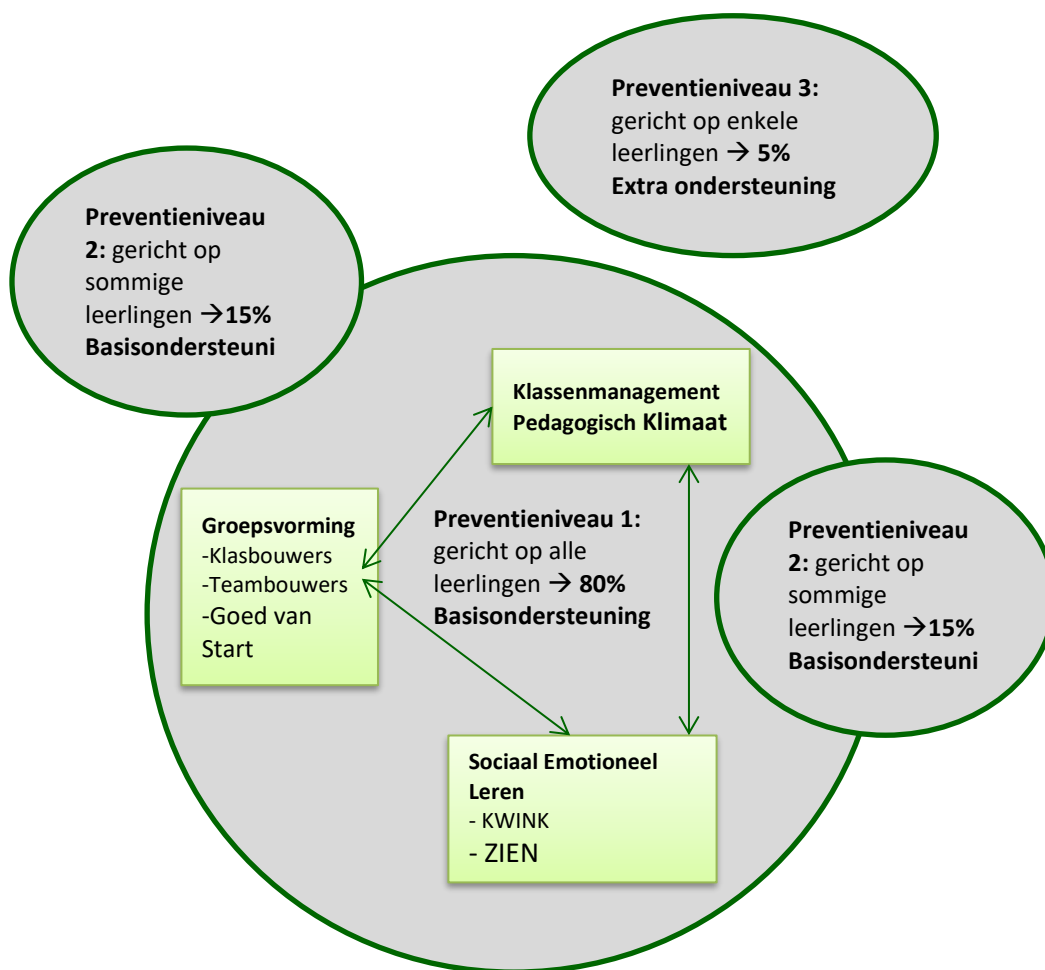 Preventieniveau 3:
gericht op enkele
leerlingen → 5%
Extra ondersteuning
Preventieniveau
2: gericht op
sommige
leerlingen →15%
Basisondersteuni
Klassenmanagement
Pedagogisch Klimaat
Groepsvorming
-Klasbouwers
-Teambouwers
-Goed van
Start
Preventieniveau 1:
gericht op alle
leerlingen → 80%
Basisondersteuning
Preventieniveau
2: gericht op
sommige
leerlingen →15%
Basisondersteuni
Sociaal Emotioneel
Leren
- KWINK
- ZIEN